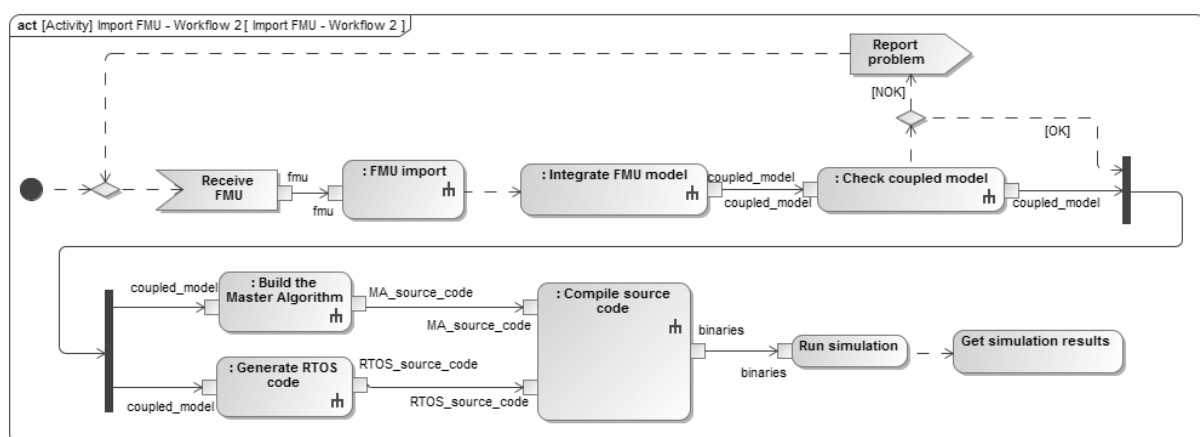 act [Activity] Import FMU - Workflow 2 [ Import FMU - Workflow 2 ]
Report
problem
[NOK]
[OK]
Receive
FMU
fmu
fmu
: FMU import
: Integrate FMU model
coupled_model
coupled_model
: Check coupled model
coupled_model
coupled_model
: Build the
Master Algorithm
MA_source_code
MA_source_code
: Compile source
code
binaries
binaries
Run simulation
Get simulation results
: Generate RTOS
code
RTOS_source_code
coupled_model
RTOS_source_code